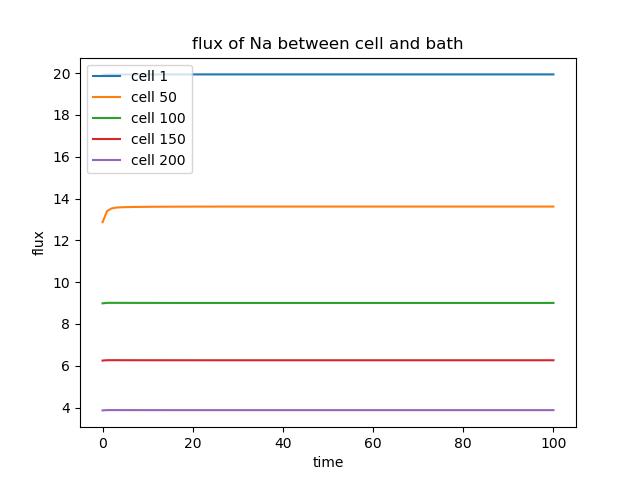 flux of Na between cell and bath
cell 1
cell 50
cell 100
cell 150
cell 200
20
18
16
14
12
10
8
6
4
flux
0 20 40 60 80 100
time